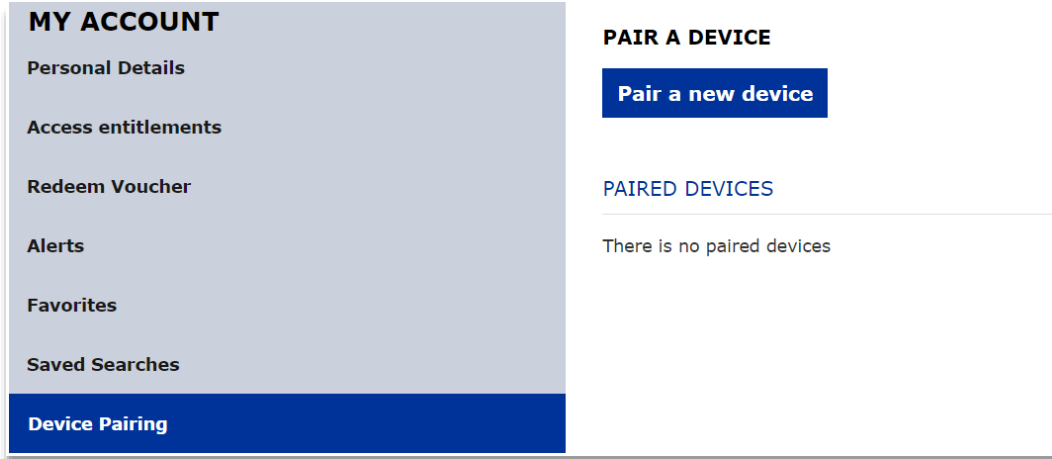 MY ACCOUNT
Personal Details
Access entitlements
Redeem Voucher
Alerts
Favorites
Saved Searches
Device Pairing
PAIR A DEVICE
Pair a new device
PAIRED DEVICES
There is no paired devices